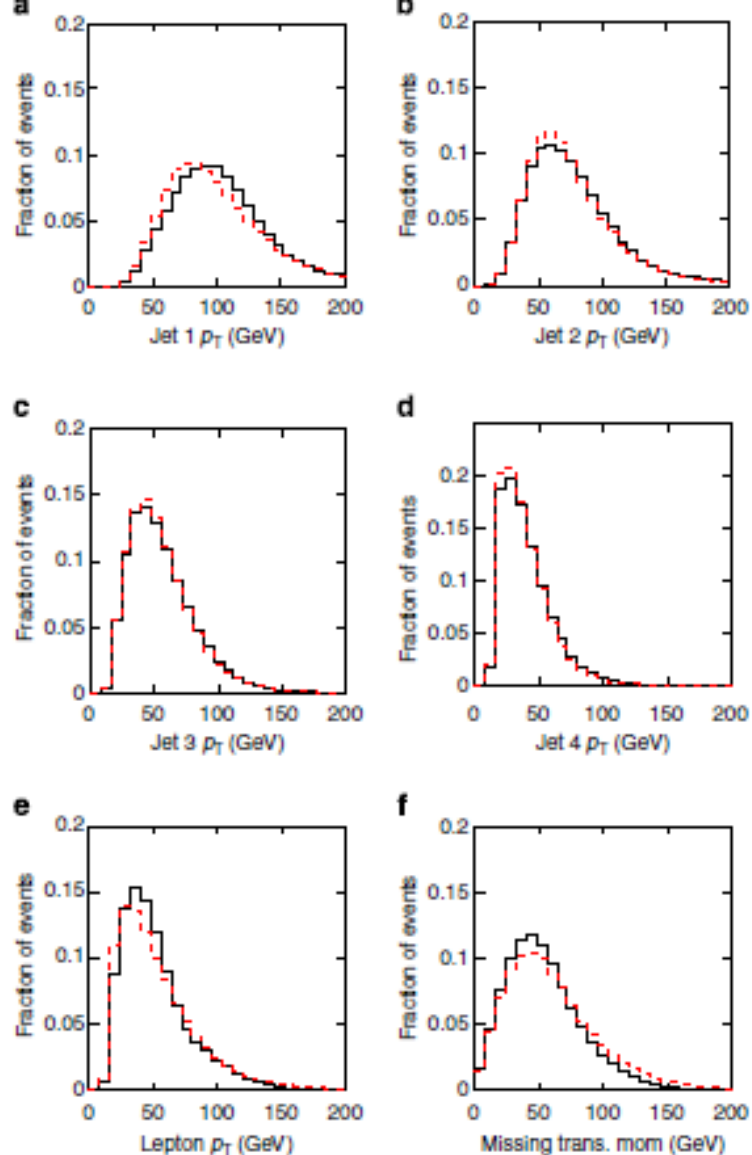 a
b
0.2
0.15
0.1
0.05
0
Fraction of events
0 50 100 150 200
Jet 1 pT (GeV)
0.2
0.15
0.1
0.05
0
Fraction of events
0 50 100 150 200
Jet 2 pT (GeV)
c
d
0.2
0.15
0.1
0.05
0
Fraction of events
0 50 100 150 200
Jet 3 pT (GeV)
0.2
0.15
0.1
0.05
0
Fraction of events
0 50 100 150 200
Jet 4 pT (GeV)
e
f
0.2
0.15
0.1
0.05
0
Fraction of events
0 50 100 150 200
Lepton pT (GeV)
0.2
0.15
0.1
0.05
0
Fraction of events
0 50 100 150 200
Missing trans. mom (GeV)